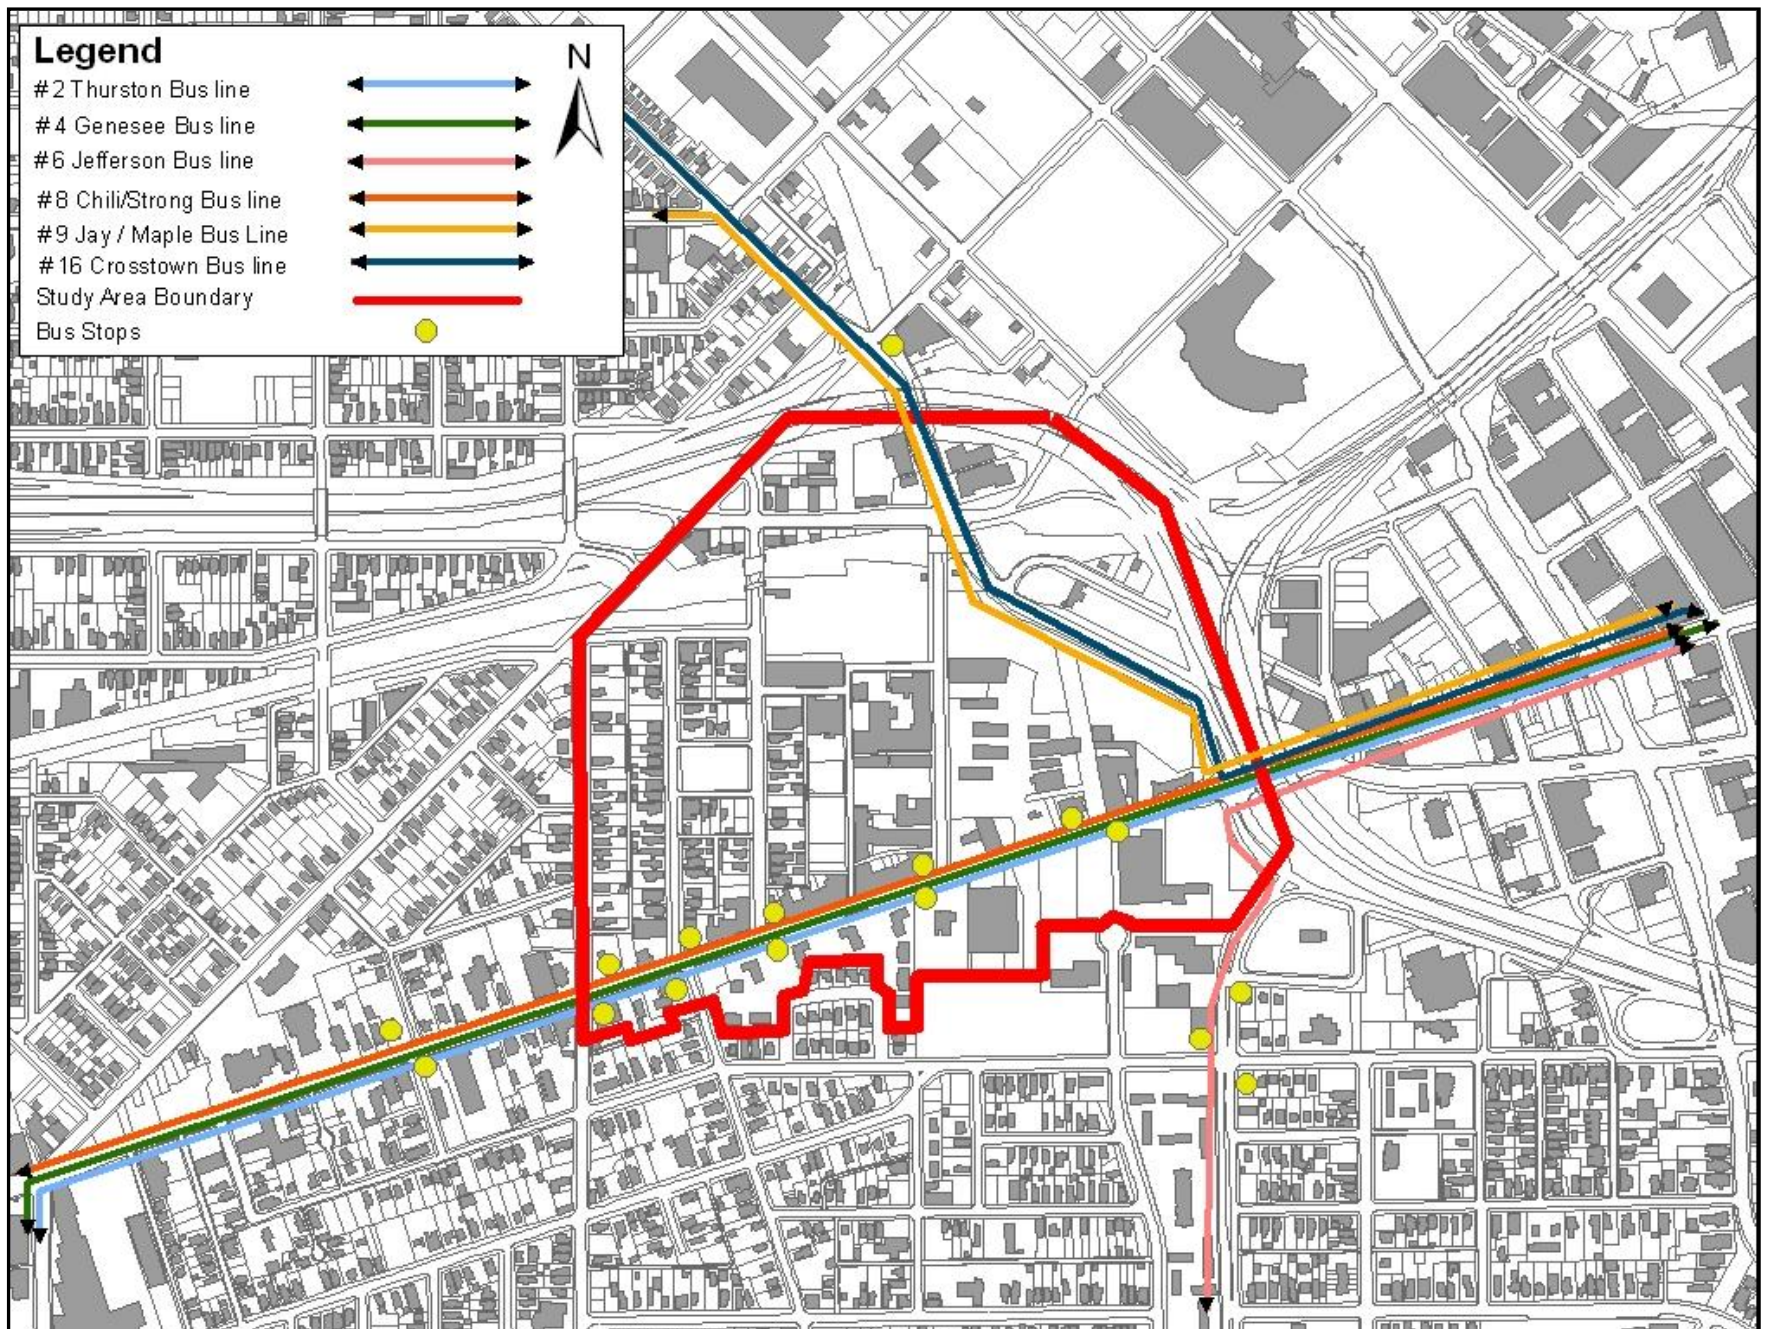 Legend
N
#2 Thurston Bus line
#4 Genesee Bus line
#6 Jefferson Bus line
#8 Chili/Strong Bus line
#9 Jay / Maple Bus Line
#16 Crosstown Bus line
Study Area Boundary
Bus Stops